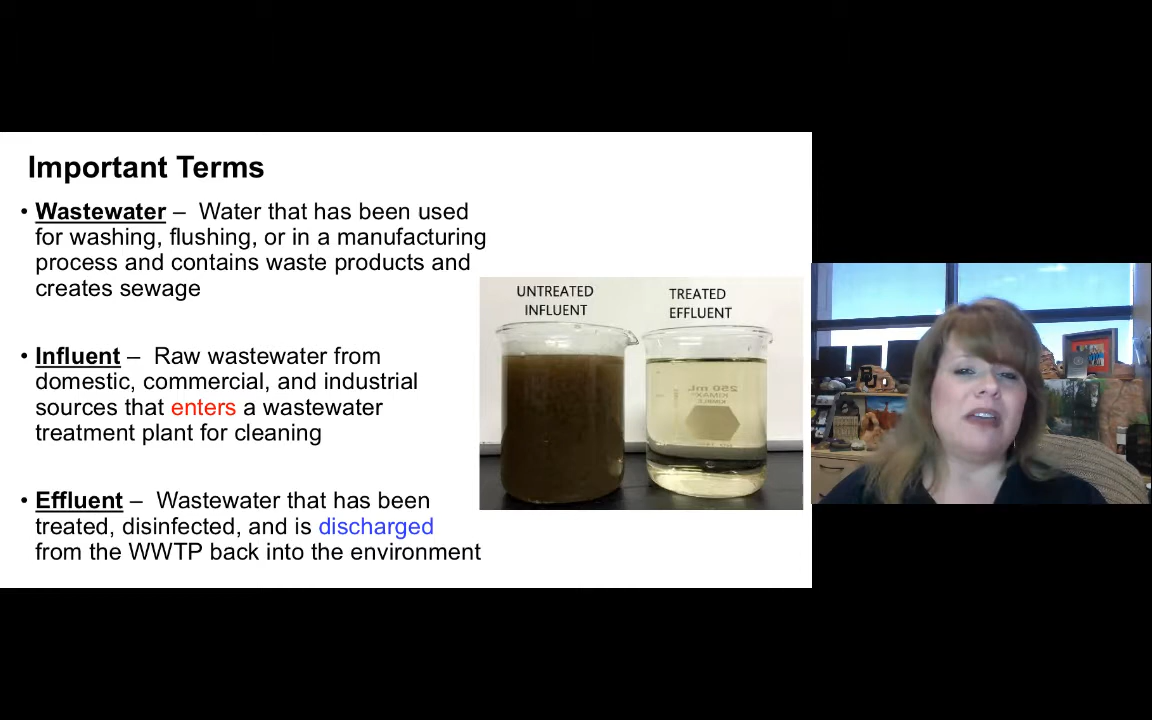 Important Terms
• Wastewater – Water that has been used
for washing, flushing, or in a manufacturing
process and contains waste products and
creates sewage
• Influent – Raw wastewater from
domestic, commercial, and industrial
sources that enters a wastewater
treatment plant for cleaning
• Effluent – Wastewater that has been
treated, disinfected, and is discharged
from the WWTP back into the environment
UNTREATED
INFLUENT
TREATED
EFFLUENT
250 mL
KIMAX